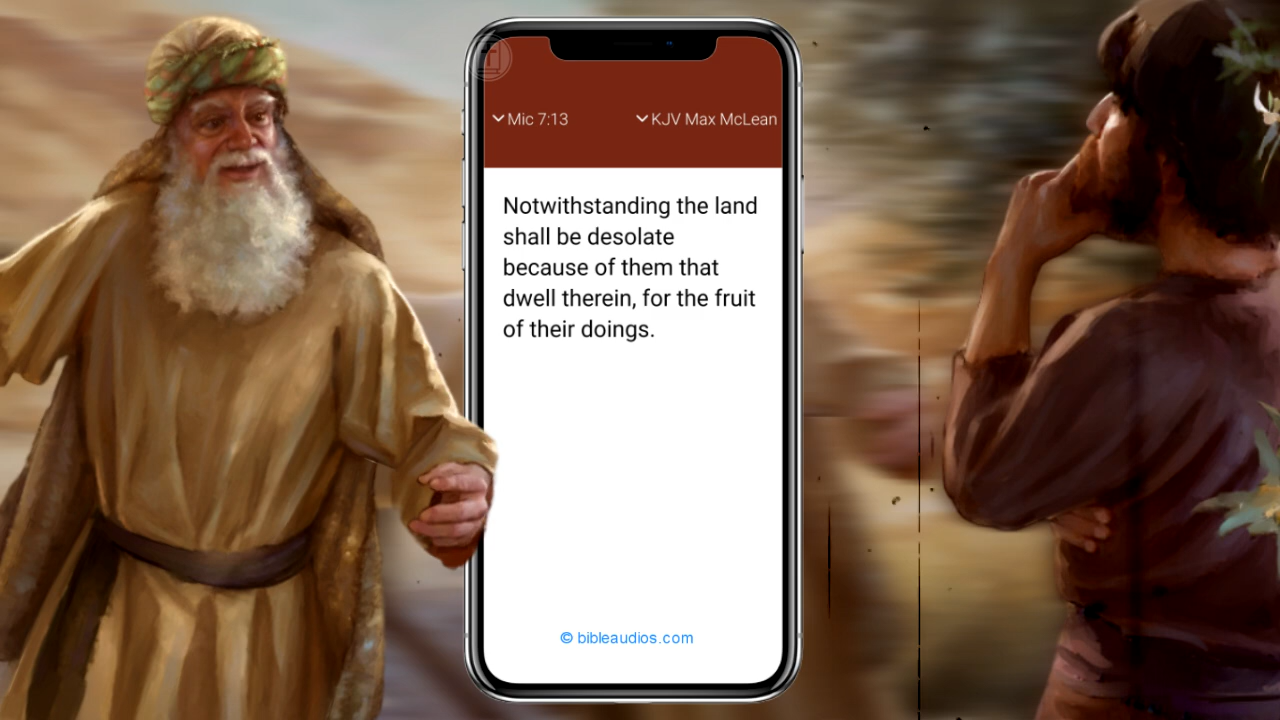 Mic 7:13
KJV Max McLean
Notwithstanding the land
shall be desolate
because of them that
dwell therein, for the fruit
of their doings.
© bibleaudios.com